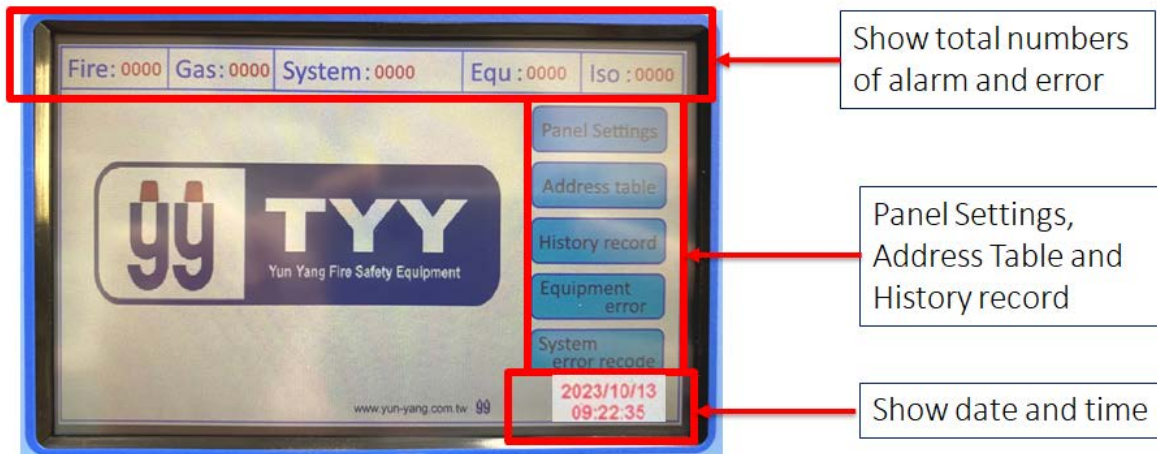 Fire: 0000 Gas: 0000 System: 0000 Equ : 0000 Iso : 0000
Show total numbers
of alarm and error
Panel Settings
Address table
History record
Equipment
error
System
error recode
Panel Settings,
Address Table and
History record
yy TYY
Yun Yang Fire Safety Equipment
www.yun-yang.com.tw yy
2023/10/13
09:22:35
Show date and time